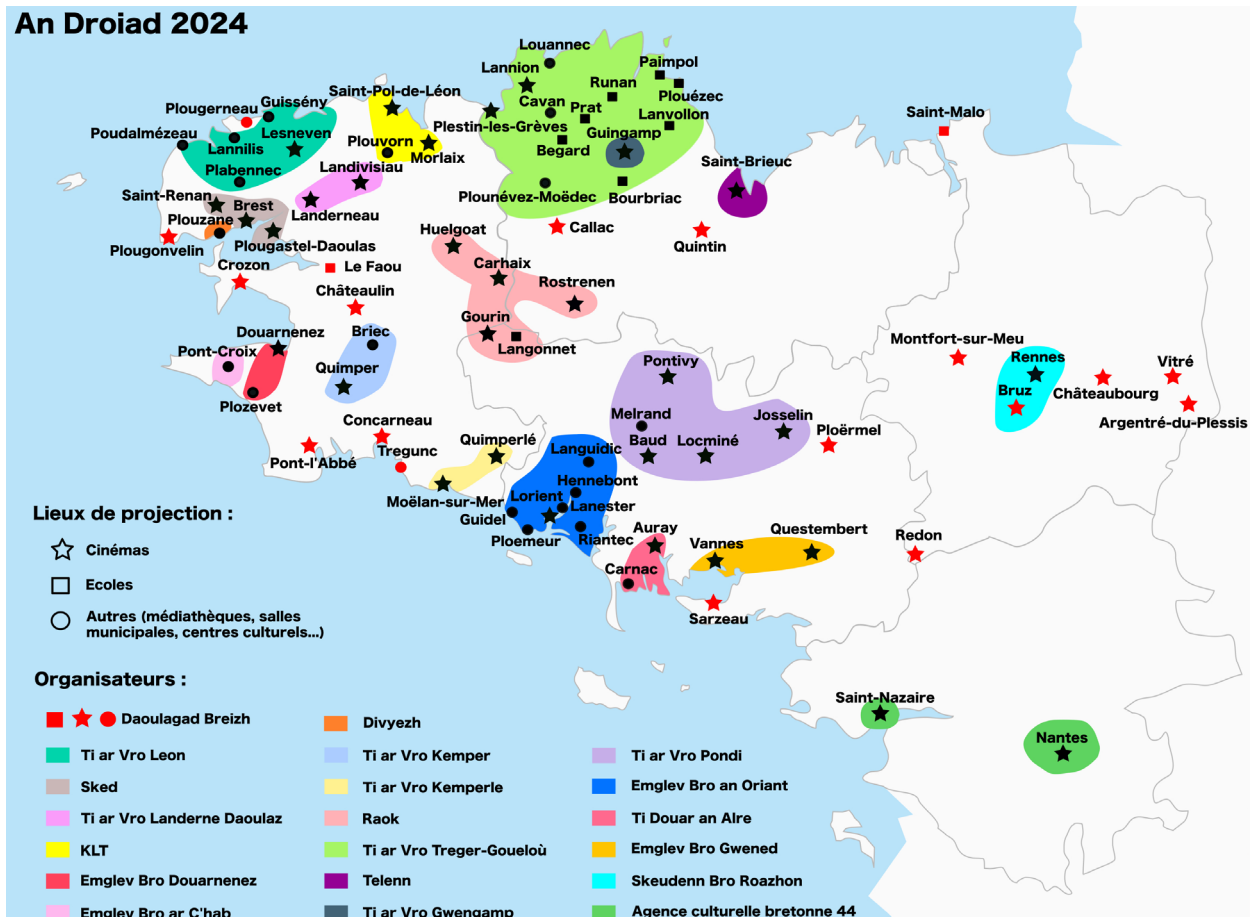 An Droiad 2024
Louannec
Lannion
Paimpol
Runan
Plouézec
Saint-Pol-de-Léon
Guissény
Plougerneau
Cavan
Prat
Lanvollon
Saint-Malo
Poudalmézeau
Lesneven
Lannilis
Plouvorn
Plestin-les-Grèves
Guingamp
Begard
Morlaix
Plabennec
Landivisiau
Saint-Brieuc
Saint-Renan
Brest
Landerneau
Plounévez-Moëdec
Bourbriac
Plouzane
Plougastel-Daoulas
Plougonvelin
Huelgoat
Callac
Quintin
Crozon
Le Faou
Carhaix
Châteaulin
Rostrenen
Gourin
Langonnet
Douarnenez
Briec
Pont-Croix
Quimper
Plozevet
Pontivy
Montfort-sur-Meu
Rennes
Vitré
Bruz
Châteaubourg
Argentré-du-Plessis
Concarneau
Melrand
Josselin
Pont-l'Abbé
Tregunc
Quimperlé
Languidic
Baud
Locminé
Ploërmel
Moëlan-sur-Mer
Hennebont
Lorient
Lanester
Guidel
Ploemeur
Riantec
Auray
Vannes
Questembert
Redon
Carnac
Sarzeau
Saint-Nazaire
Nantes
Lieux de projection :
Cinémas
Ecoles
Autres (médiathèques, salles
municipales, centres culturels...)
Organisateurs :
Daoulagad Breizh
Ti ar Vro Leon
Sked
Ti ar Vro Landerne Daoulaz
KLT
Emglev Bro Douarnenez
Emglev Bro ar C'hab
Divyezh
Ti ar Vro Kemper
Ti ar Vro Kemperle
Raok
Ti ar Vro Treger-Goueloù
Telenn
Ti ar Vro Gwengamp
Ti ar Vro Pondi
Emglev Bro an Oriant
Ti Douar an Alre
Emglev Bro Gwened
Skeudenn Bro Roazhon
Agence culturelle bretonne 44